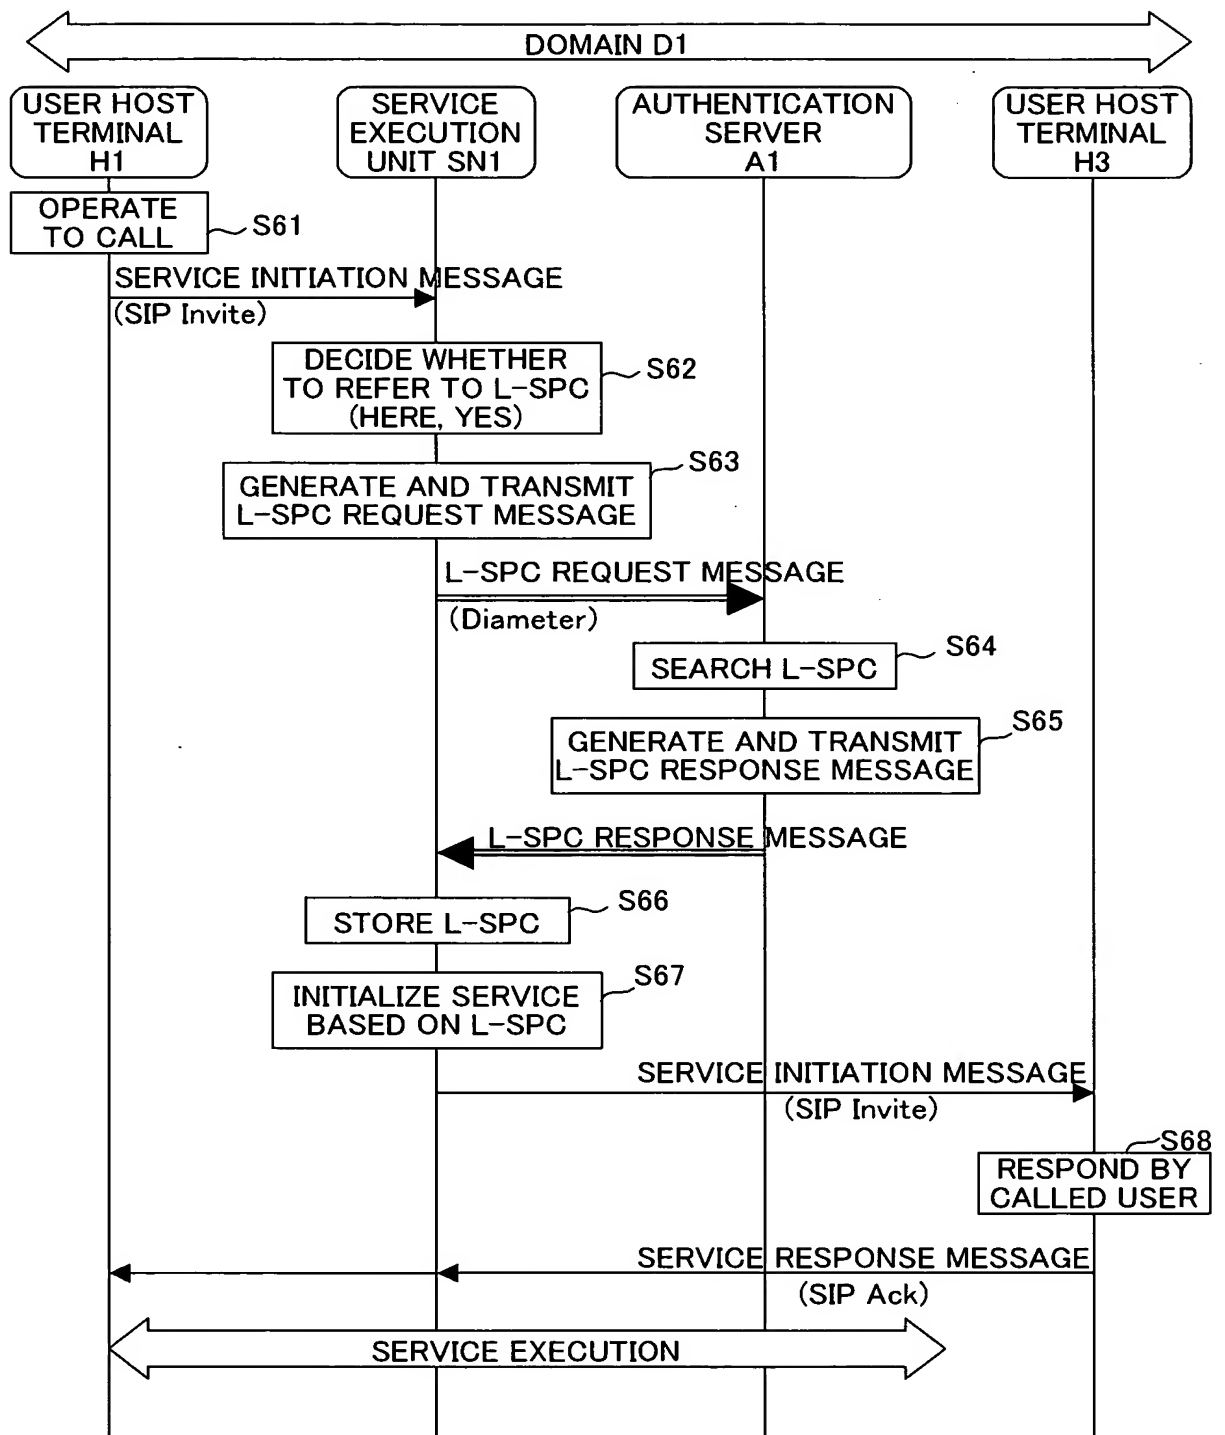 DOMAIN D1
USER HOST
TERMINAL
H1
SERVICE
EXECUTION
UNIT SN1
AUTHENTICATION
SERVER
A1
USER HOST
TERMINAL
H3
OPERATE
TO CALL
S61
SERVICE INITIATION MESSAGE
(SIP Invite)
DECIDE WHETHER
TO REFER TO L-SPC
(HERE, YES)
S62
S63
GENERATE AND TRANSMIT
L-SPC REQUEST MESSAGE
L-SPC REQUEST MESSAGE
(Diameter)
S64
SEARCH L-SPC
S65
GENERATE AND TRANSMIT
L-SPC RESPONSE MESSAGE
L-SPC RESPONSE MESSAGE
S66
STORE L-SPC
S67
INITIALIZE SERVICE
BASED ON L-SPC
SERVICE INITIATION MESSAGE
(SIP Invite)
S68
RESPOND BY
CALLED USER
SERVICE RESPONSE MESSAGE
(SIP Ack)
SERVICE EXECUTION